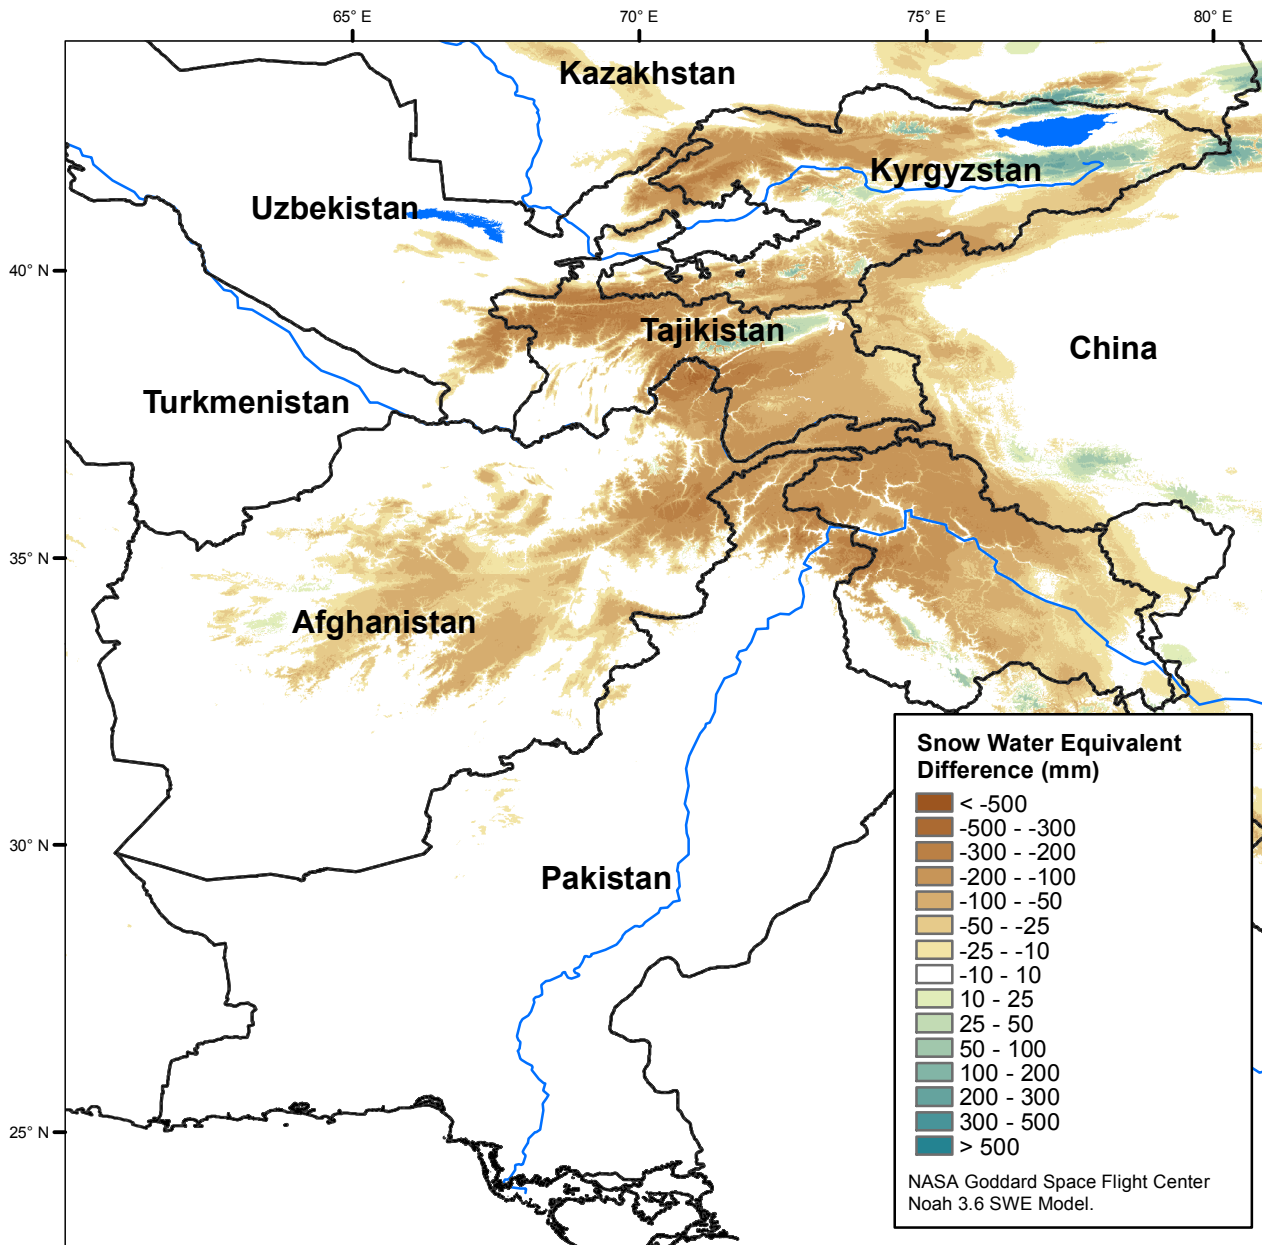 65° E
70° E
75° E
80° E
Kazakhstan
Kyrgyzstan
Uzbekistan
40° N
Tajikistan
China
Turkmenistan
35° N
Afghanistan
30° N
Pakistan
25° N
Snow Water Equivalent
Difference (mm)
< -500
-500 - -300
-300 - -200
-200 - -100
-100 - -50
-50 - -25
-25 - -10
-10 - 10
10 - 25
25 - 50
50 - 100
100 - 200
200 - 300
300 - 500
> 500
NASA Goddard Space Flight Center
Noah 3.6 SWE Model.